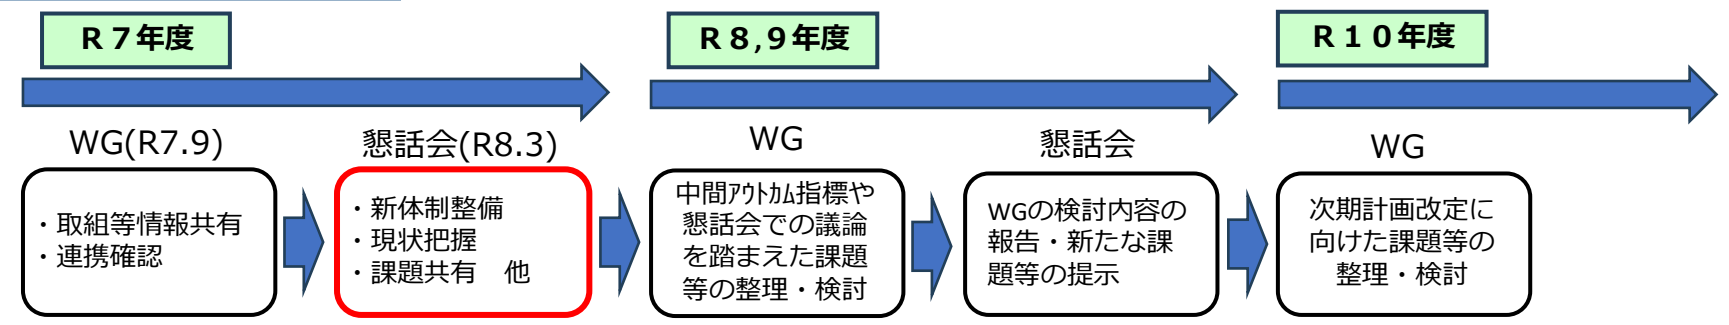 R７年度
R８,９年度
R１０年度
WG(R7.9)
・取組等情報共有
・連携確認
懇話会(R8.3)
・新体制整備
・現状把握
・課題共有　他
WG
中間ｱｳﾄｶﾑ指標や
懇話会での議論
を踏まえた課題
等の整理・検討
懇話会
WGの検討内容の
報告・新たな課
題等の提示
WG
次期計画改定に
向けた課題等の
整理・検討